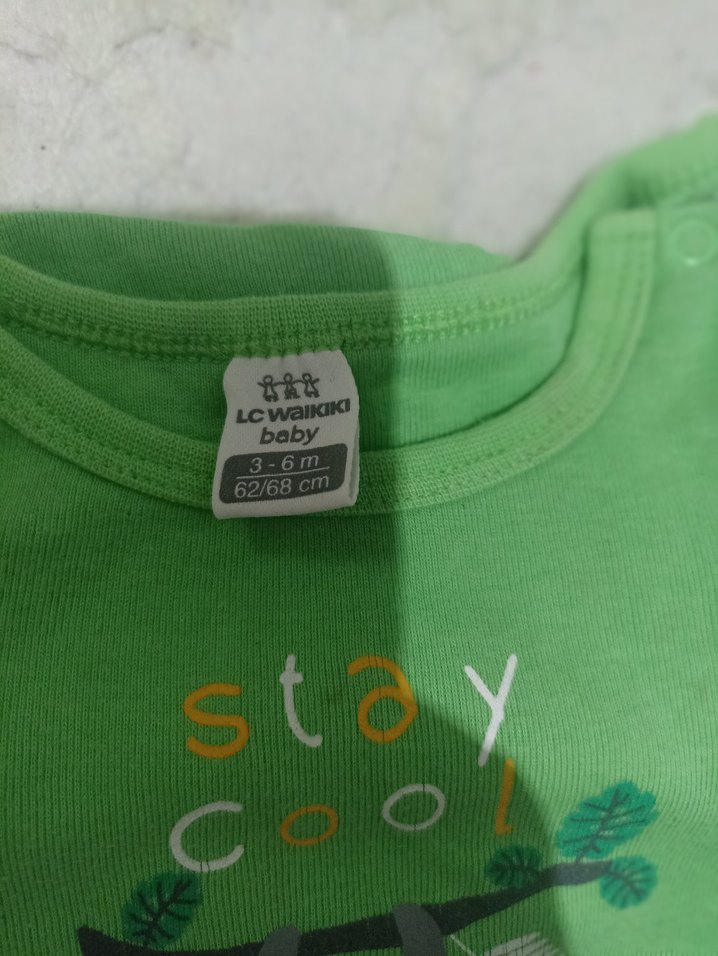 LC WAIKIKI
baby
3 - 6 m
62/68 cm
stay
cool